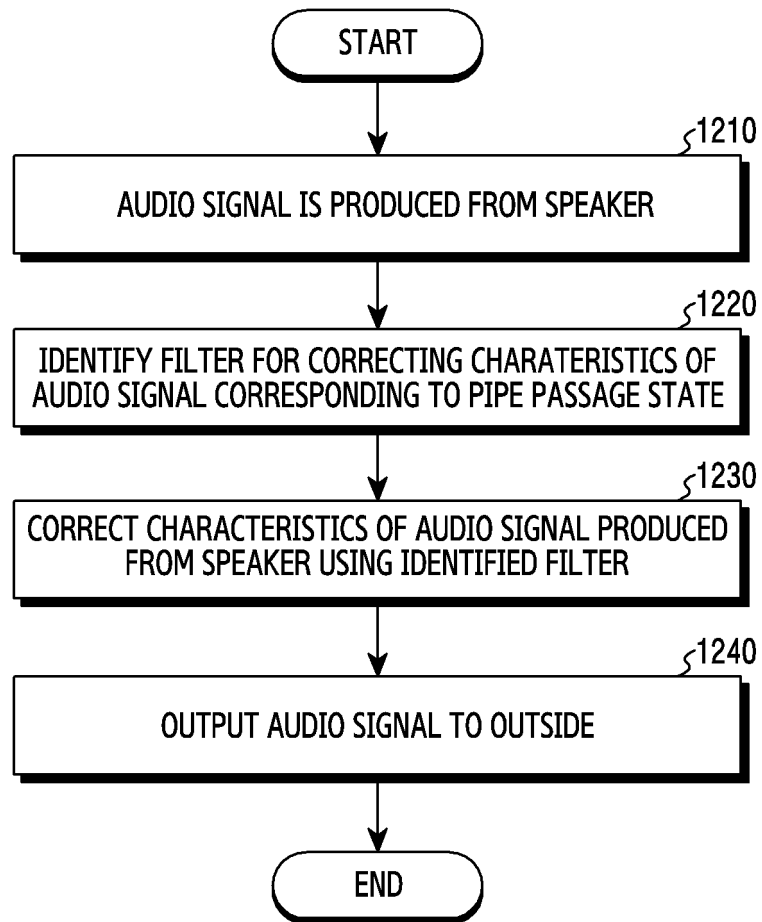 START
1210
AUDIO SIGNAL IS PRODUCED FROM SPEAKER
1220
IDENTIFY FILTER FOR CORRECTING CHARATERISTICS OF
AUDIO SIGNAL CORRESPONDING TO PIPE PASSAGE STATE
1230
CORRECT CHARACTERISTICS OF AUDIO SIGNAL PRODUCED
FROM SPEAKER USING IDENTIFIED FILTER
1240
OUTPUT AUDIO SIGNAL TO OUTSIDE
END